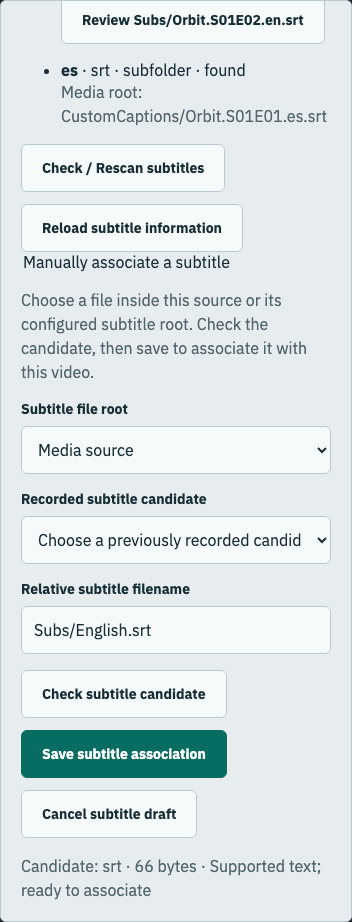 Review Subs/Orbit.S01E02.en.srt
• es · srt · subfolder · found
Media root:
CustomCaptions/Orbit.S01E01.es.srt
Check / Rescan subtitles
Reload subtitle information
Manually associate a subtitle
Choose a file inside this source or its
configured subtitle root. Check the
candidate, then save to associate it with
this video.
Subtitle file root
Media source
Recorded subtitle candidate
Choose a previously recorded candid
Relative subtitle filename
Subs/English.srt
Check subtitle candidate
Save subtitle association
Cancel subtitle draft
Candidate: srt · 66 bytes · Supported text;
ready to associate